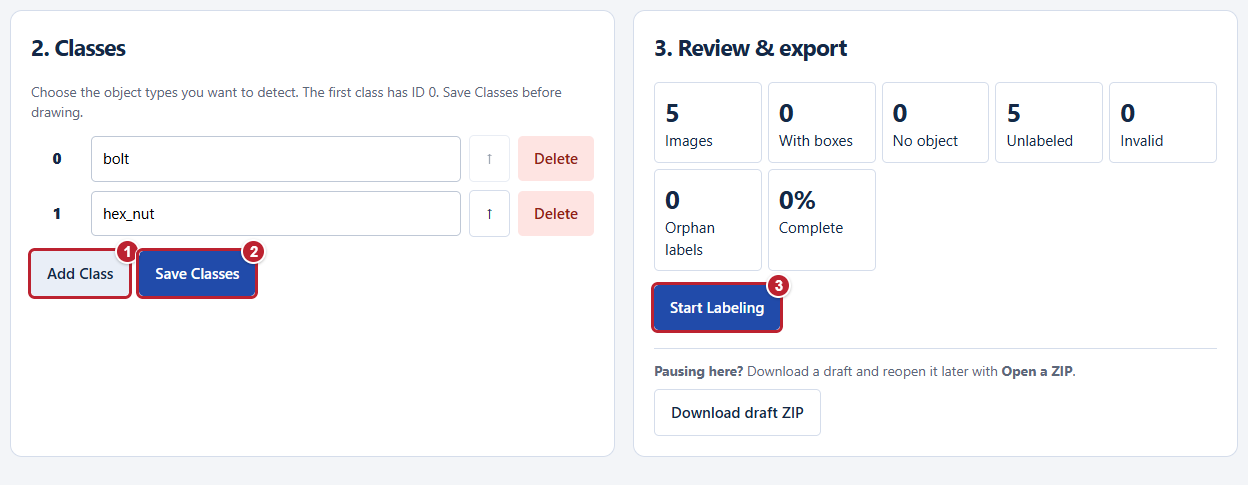 2. Classes
Choose the object types you want to detect. The first class has ID 0. Save Classes before
drawing.
0 bolt ↑ Delete
1 hex_nut ↑ Delete
Add Class 1 Save Classes 2
3. Review & export
5 0 0 5 0
Images With boxes No object Unlabeled Invalid
0 0%
Orphan Complete
labels
Start Labeling 3
Pausing here? Download a draft and reopen it later with Open a ZIP.
Download draft ZIP